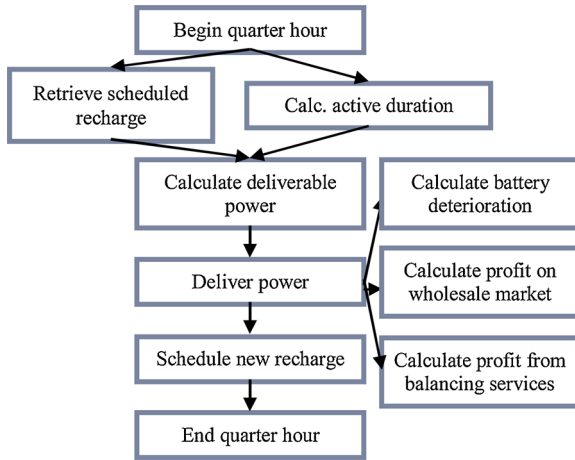 Begin quarter hour
Retrieve scheduled
recharge
Calc. active duration
Calculate deliverable
power
Calculate battery
deterioration
Deliver power
Calculate profit on
wholesale market
Schedule new recharge
Calculate profit from
balancing services
End quarter hour